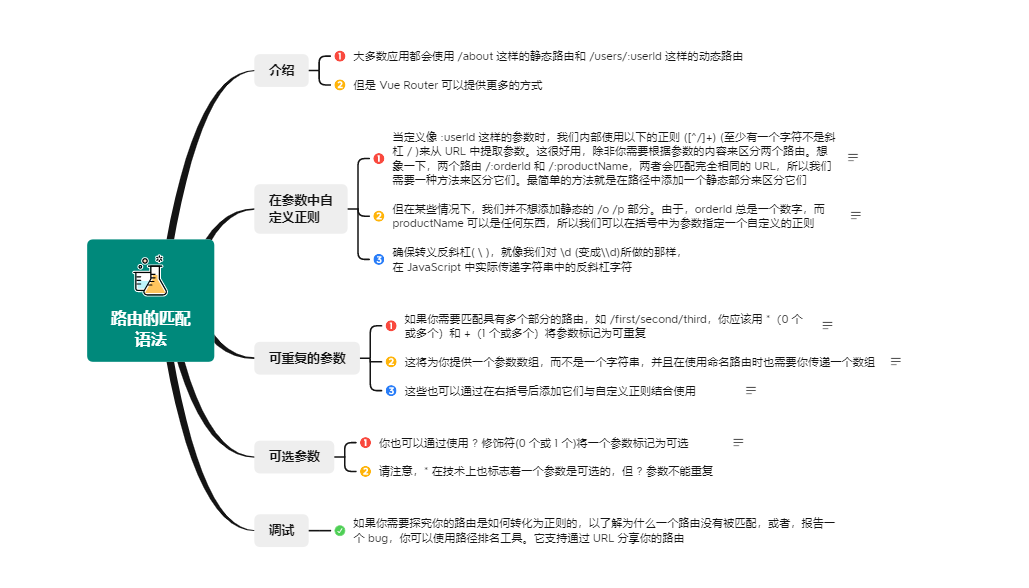 路由的匹配
语法
介绍
1 大多数应用都会使用 /about 这样的静态路由和 /users/:userId 这样的动态路由
2 但是 Vue Router 可以提供更多的方式
在参数中自
定义正则
1 当定义像 :userId 这样的参数时，我们内部使用以下的正则 ([^/]+) (至少有一个字符不是斜
杠 / )来从 URL 中提取参数。这很好用，除非你需要根据参数的内容来区分两个路由。想
象一下，两个路由 /:orderId 和 /:productName，两者会匹配完全相同的 URL，所以我们
需要一种方法来区分它们。最简单的方法就是在路径中添加一个静态部分来区分它们
2 但在某些情况下，我们并不想添加静态的 /o /p 部分。由于，orderId 总是一个数字，而
productName 可以是任何东西，所以我们可以在括号中为参数指定一个自定义的正则
3 确保转义反斜杠( \ )，就像我们对 \d (变成\\d)所做的那样，
在 JavaScript 中实际传递字符串中的反斜杠字符
可重复的参数
1 如果你需要匹配具有多个部分的路由，如 /first/second/third，你应该用 *（0 个
或多个）和 +（1 个或多个）将参数标记为可重复
2 这将为你提供一个参数数组，而不是一个字符串，并且在使用命名路由时也需要你传递一个数组
3 这些也可以通过在右括号后添加它们与自定义正则结合使用
可选参数
1 你也可以通过使用 ? 修饰符(0 个或 1 个)将一个参数标记为可选
2 请注意，* 在技术上也标志着一个参数是可选的，但 ? 参数不能重复
调试
如果你需要探究你的路由是如何转化为正则的，以了解为什么一个路由没有被匹配，或者，报告一
个 bug，你可以使用路径排名工具。它支持通过 URL 分享你的路由